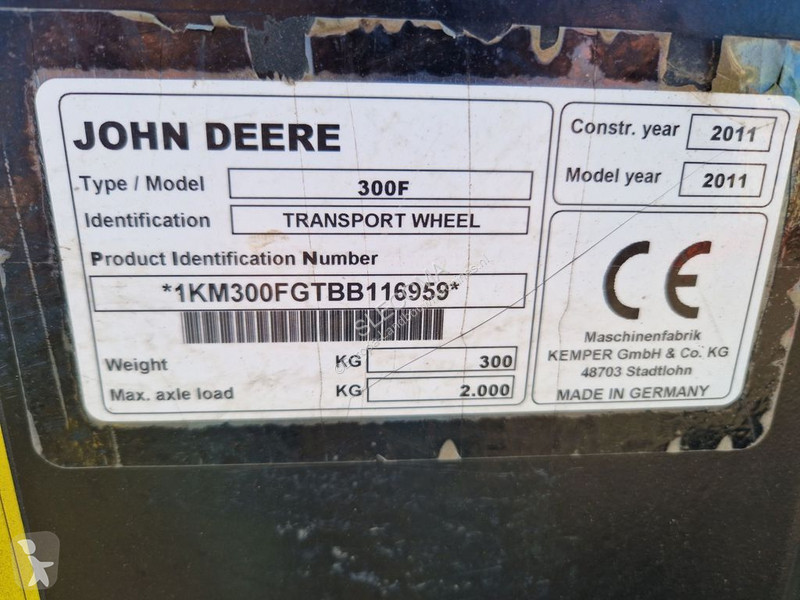 JOHN DEERE
Type / Model 300F
Identification TRANSPORT WHEEL
Product Identification Number
*1KM300FGTBB116959*
Weight KG 300
Max. axle load KG 2.000
Constr. year 2011
Model year 2011
CE
Maschinenfabrik
KEMPER GmbH & Co. KG
48703 Stadtlohn
MADE IN GERMANY